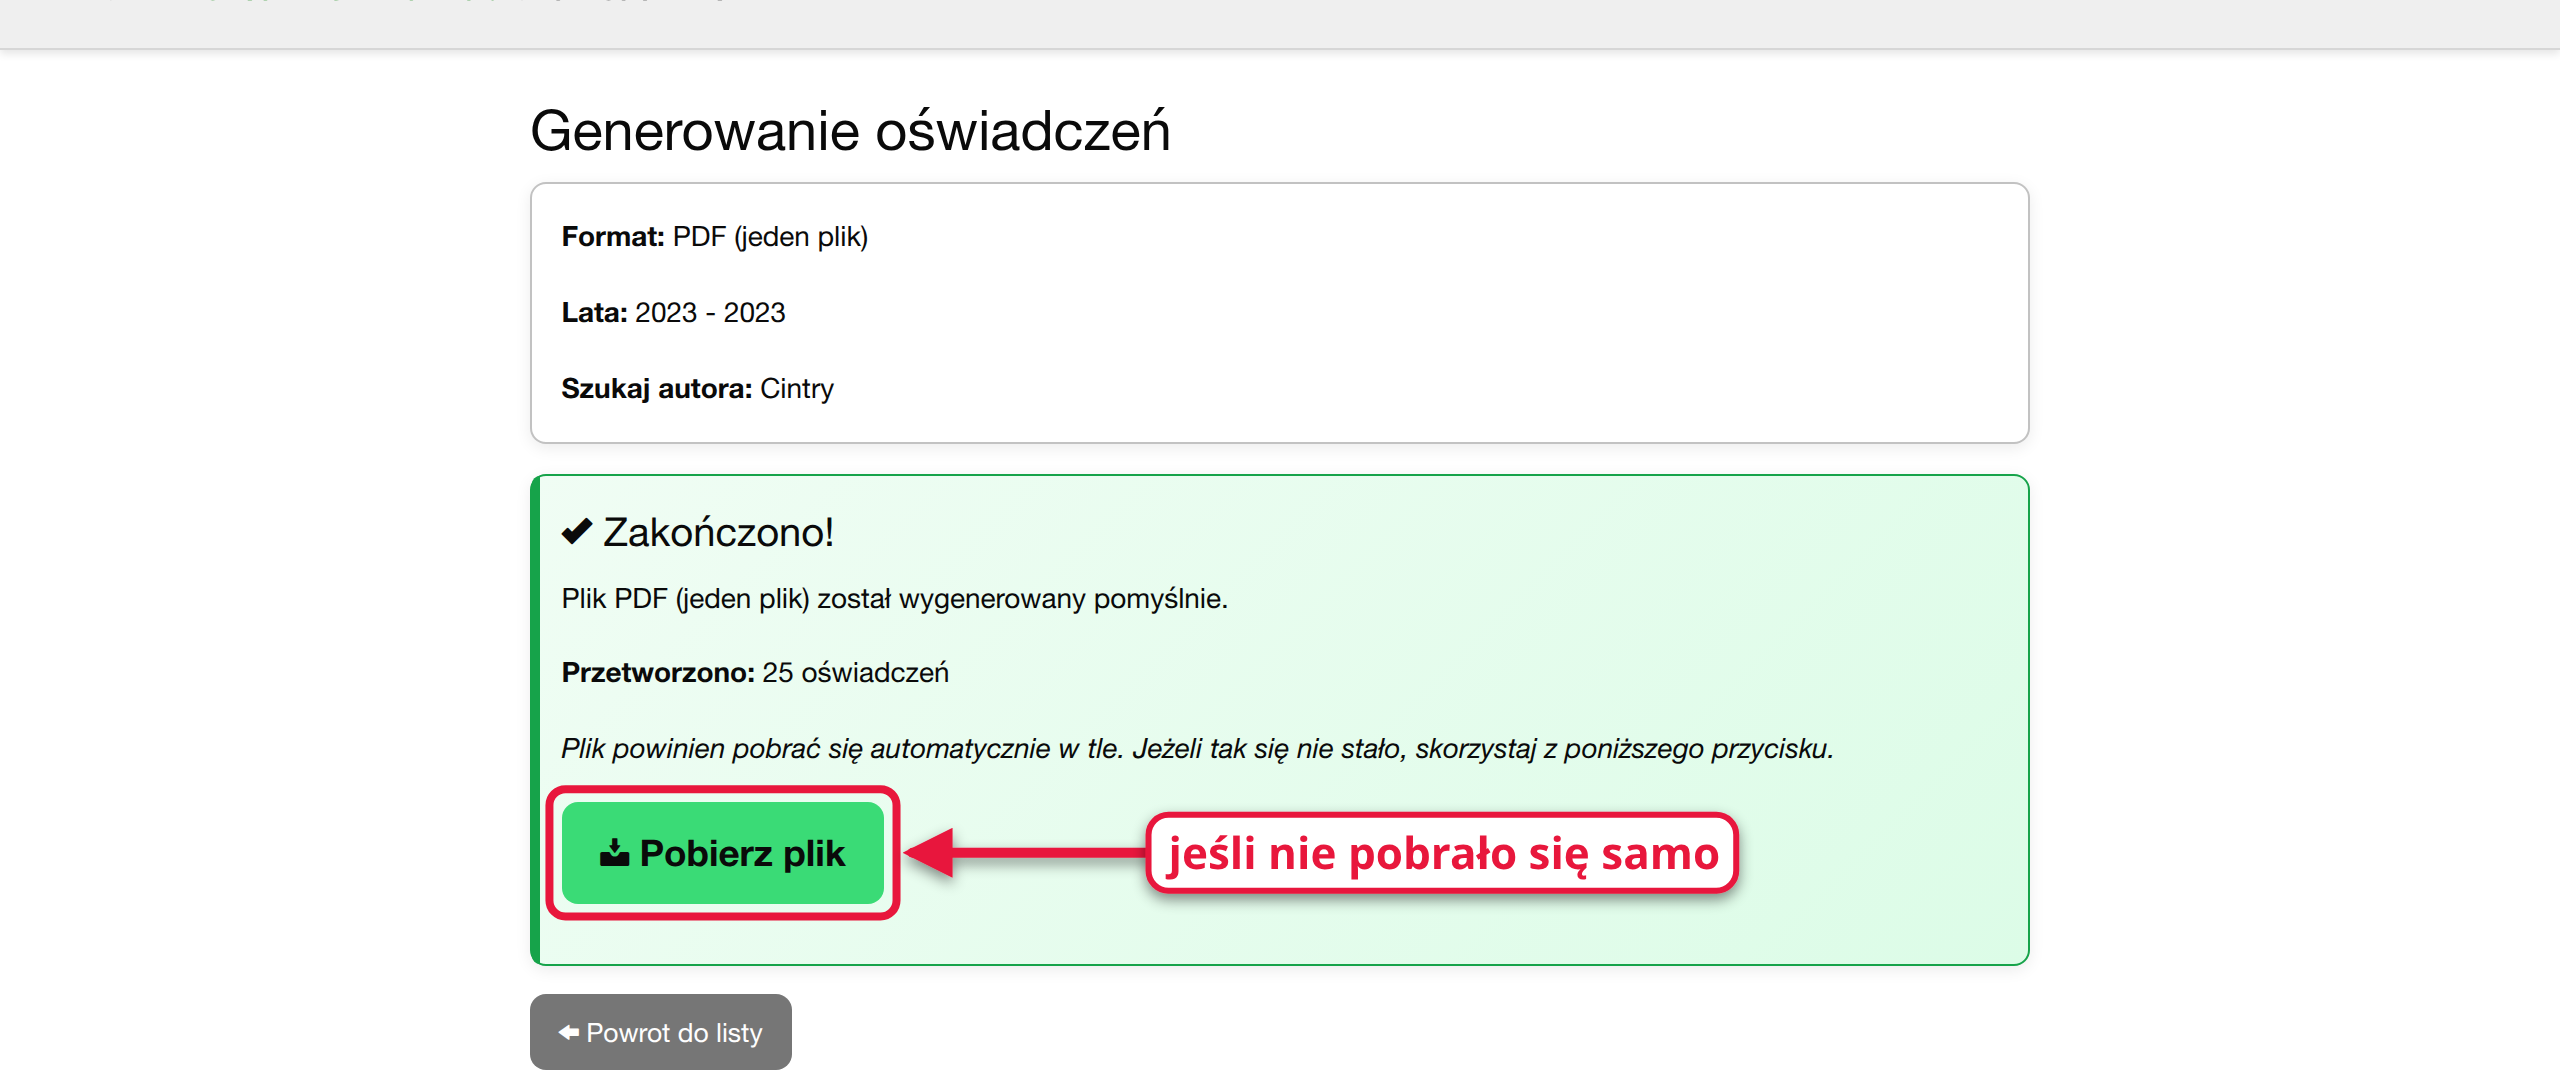 Generowanie oświadczeń
Format: PDF (jeden plik)
Lata: 2023 - 2023
Szukaj autora: Cintry
Zakończono!
Plik PDF (jeden plik) został wygenerowany pomyślnie.
Przetworzono: 25 oświadczeń
Plik powinien pobrać się automatycznie w tle. Jeżeli tak się nie stało, skorzystaj z poniższego przycisku.
Pobierz plik
jeśli nie pobrało się samo
Powrot do listy